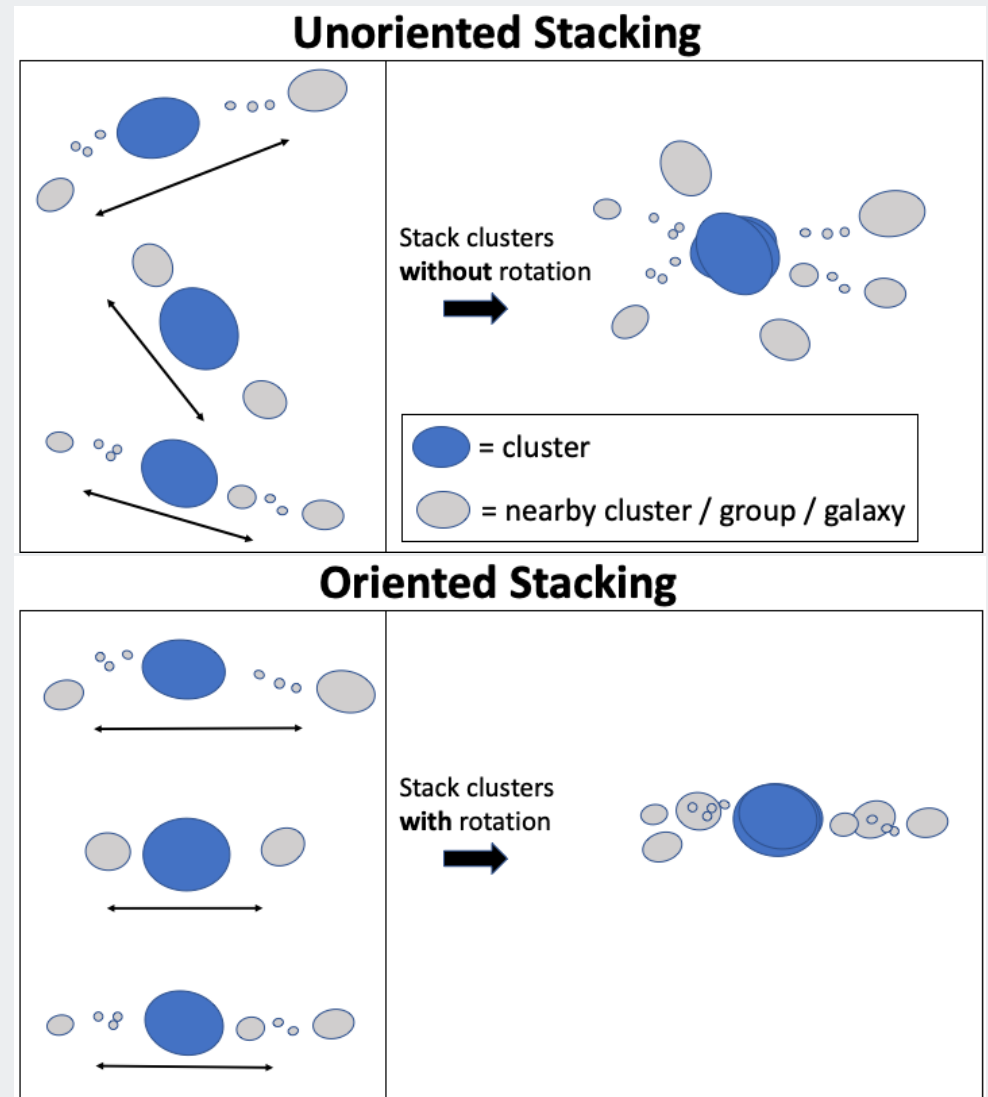 Unoriented Stacking
Stack clusters
without rotation
= cluster
= nearby cluster / group / galaxy
Oriented Stacking
Stack clusters
with rotation